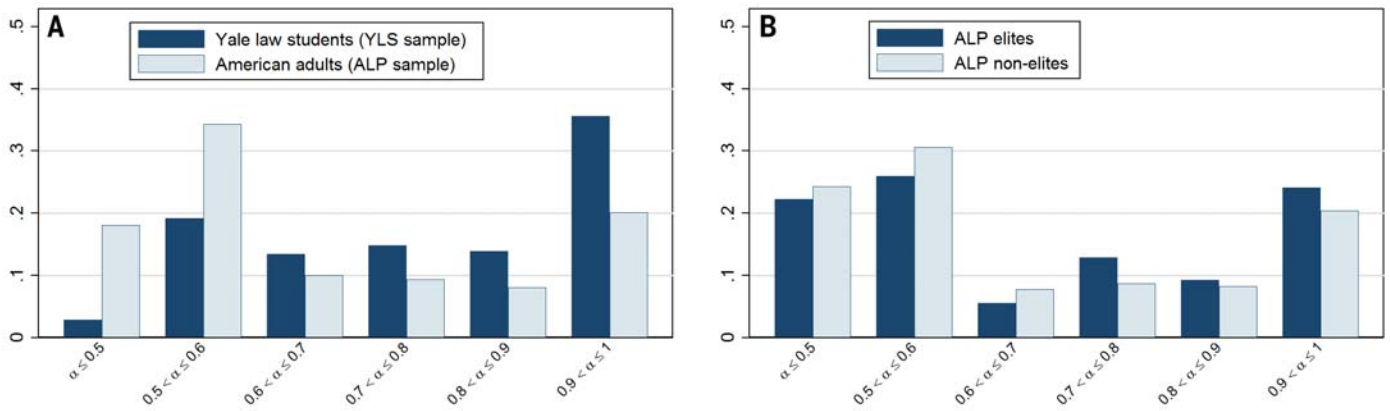 A
Yale law students (YLS sample)
American adults (ALP sample)
.5
.4
.3
.2
.1
0
α ≤ 0.5
0.5 < α ≤ 0.6
0.6 < α ≤ 0.7
0.7 < α ≤ 0.8
0.8 < α ≤ 0.9
0.9 < α ≤ 1
B
ALP elites
ALP non-elites
.5
.4
.3
.2
.1
0
α ≤ 0.5
0.5 < α ≤ 0.6
0.6 < α ≤ 0.7
0.7 < α ≤ 0.8
0.8 < α ≤ 0.9
0.9 < α ≤ 1